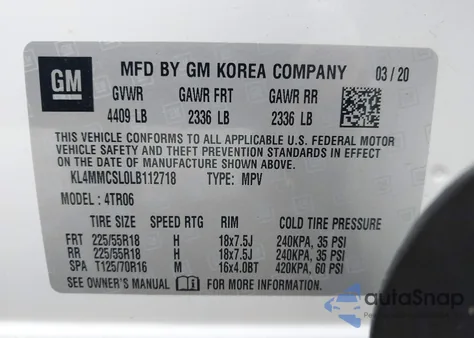 GM
MFD BY GM KOREA COMPANY 03/20
GVWR GAWR FRT GAWR RR
4409 LB 2336 LB 2336 LB
THIS VEHICLE CONFORMS TO ALL APPLICABLE U.S. FEDERAL MOTOR
VEHICLE SAFETY AND THEFT PREVENTION STANDARDS IN EFFECT ON
THE DATE OF MANUFACTURE SHOWN ABOVE.
KL4MMCSL0LB112718 TYPE: MPV
MODEL : 4TR06
TIRE SIZE SPEED RTG RIM COLD TIRE PRESSURE
FRT 225/55R18 H 18x7.5J 240KPA, 35 PSI
RR 225/55R18 H 18x7.5J 240KPA, 35 PSI
SPA T125/70R16 M 16x4.0BT 420KPA, 60 PSI
SEE OWNER'S MANUAL i FOR MORE INFORMATION.
autoSnap